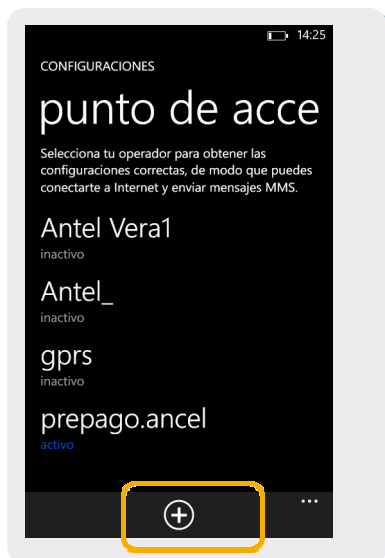 14:25
CONFIGURACIONES
punto de acce
Selecciona tu operador para obtener las
configuraciones correctas, de modo que puedes
conectarte a Internet y enviar mensajes MMS.
Antel Vera1
inactivo
Antel_
inactivo
gprs
inactivo
prepago.ancel
activo